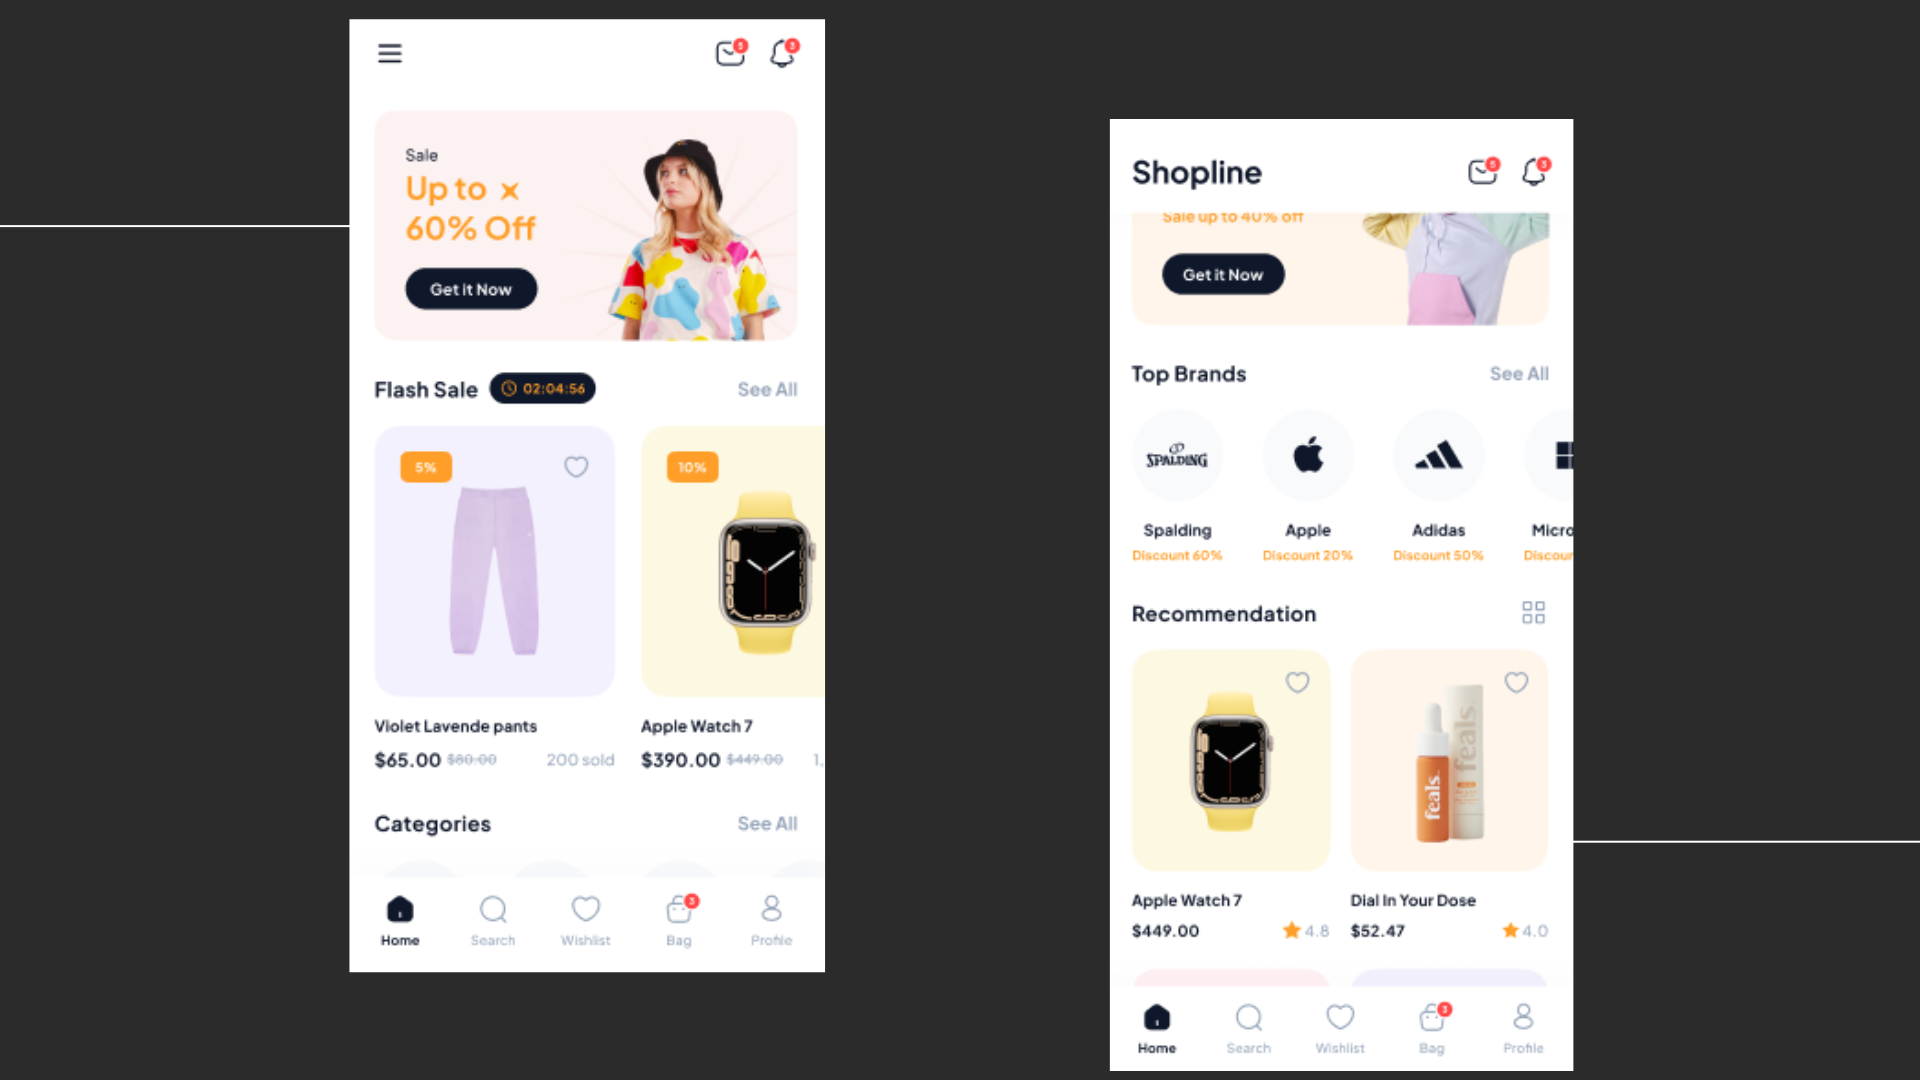 5
3
Sale
Up to
60% Off
Get it Now
Flash Sale
02:04:56
See All
5%
10%
Violet Lavende pants
$65.00 $80.00 200 sold
Apple Watch 7
$390.00 $449.00 1.
Categories
See All
3
Home
Search
Wishlist
Bag
Profile
Shopline
5
3
Sale up to 40% off
Get it Now
Top Brands
See All
SPALDING
Spalding
Apple
Adidas
Micro
Discount 60%
Discount 20%
Discount 50%
Discoun
Recommendation
feals.
feals.
Apple Watch 7
$449.00 4.8
Dial In Your Dose
$52.47 4.0
3
Home
Search
Wishlist
Bag
Profile